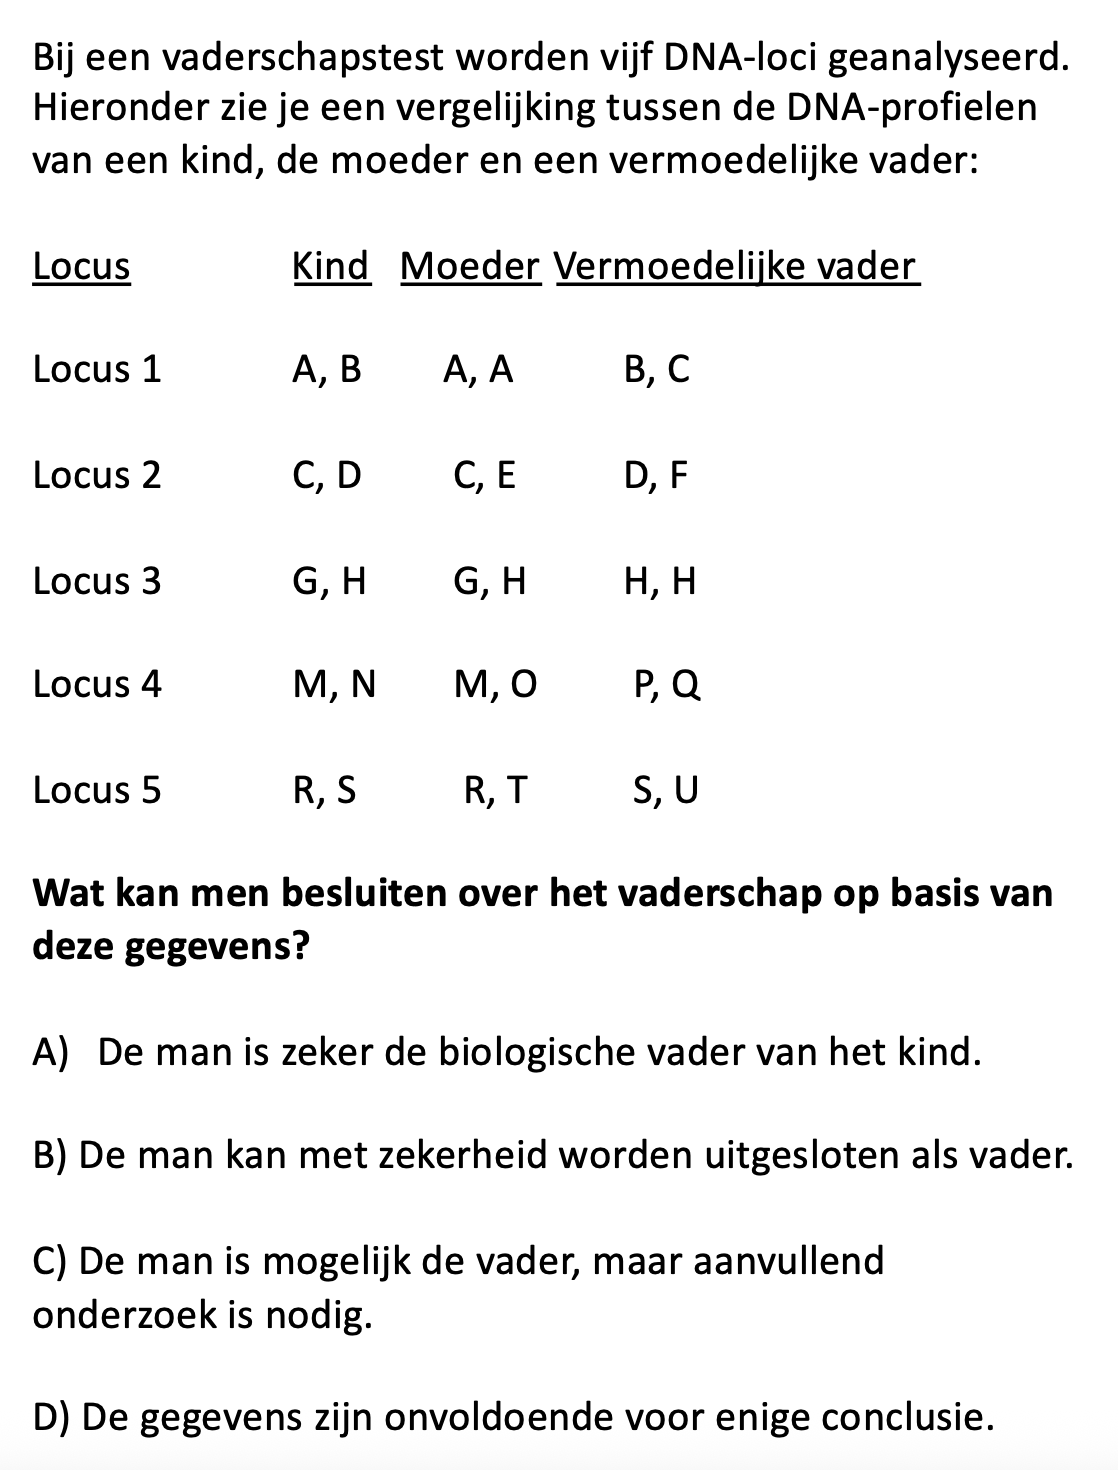 Bij een vaderschapstest worden vijf DNA-loci geanalyseerd.
Hieronder zie je een vergelijking tussen de DNA-profielen
van een kind, de moeder en een vermoedelijke vader:
Locus Kind Moeder Vermoedelijke vader
Locus 1 A, B A, A B, C
Locus 2 C, D C, E D, F
Locus 3 G, H G, H H, H
Locus 4 M, N M, O P, Q
Locus 5 R, S R, T S, U
Wat kan men besluiten over het vaderschap op basis van
deze gegevens?
A) De man is zeker de biologische vader van het kind.
B) De man kan met zekerheid worden uitgesloten als vader.
C) De man is mogelijk de vader, maar aanvullend
onderzoek is nodig.
D) De gegevens zijn onvoldoende voor enige conclusie.